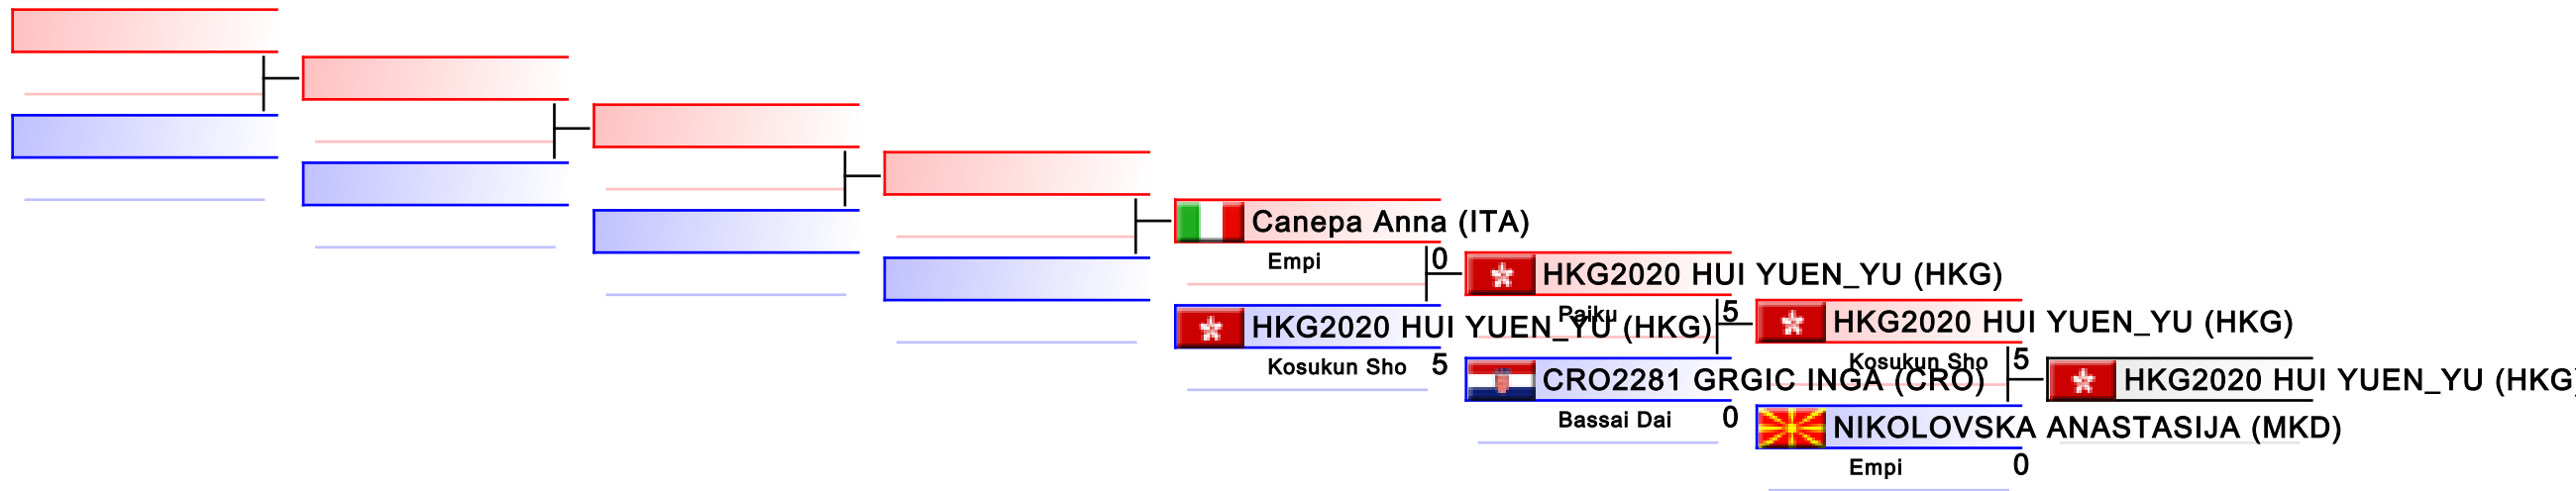 Canepa Anna (ITA)
Empi
0
HKG2020 HUI YUEN_YU (HKG)
Kosukun Sho
5
HKG2020 HUI YUEN_YU (HKG)
Paiku
5
CRO2281 GRGIC INGA (CRO)
Bassai Dai
0
HKG2020 HUI YUEN_YU (HKG)
Kosukun Sho
5
NIKOLOVSKA ANASTASIJA (MKD)
Empi
0
HKG2020 HUI YUEN_YU (HKG)